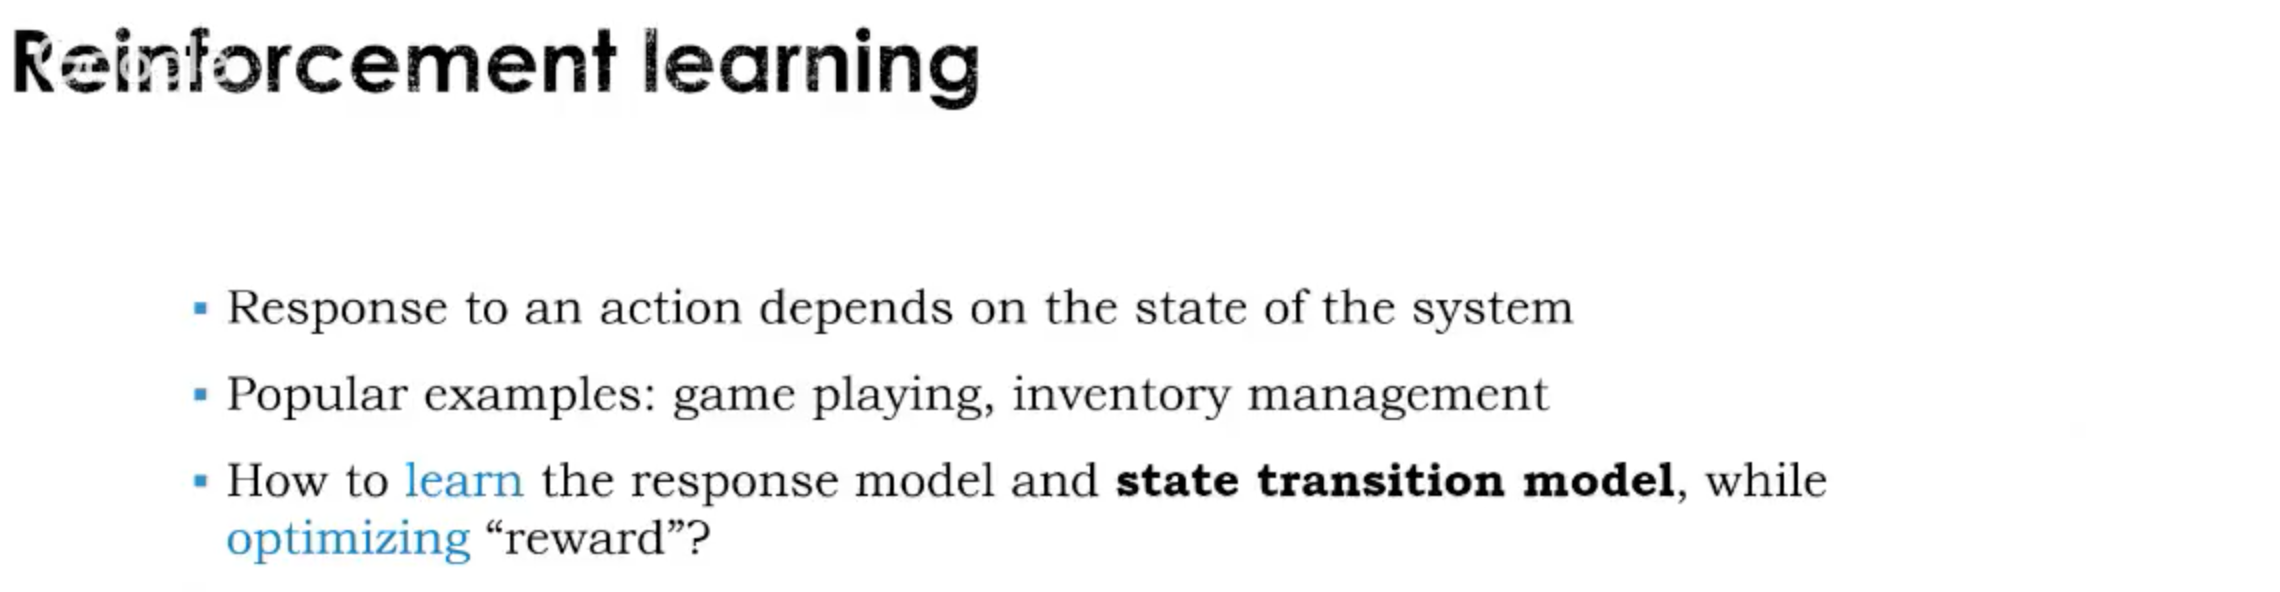 Reinforcement learning
▪ Response to an action depends on the state of the system
▪ Popular examples: game playing, inventory management
▪ How to learn the response model and state transition model, while
optimizing “reward”?